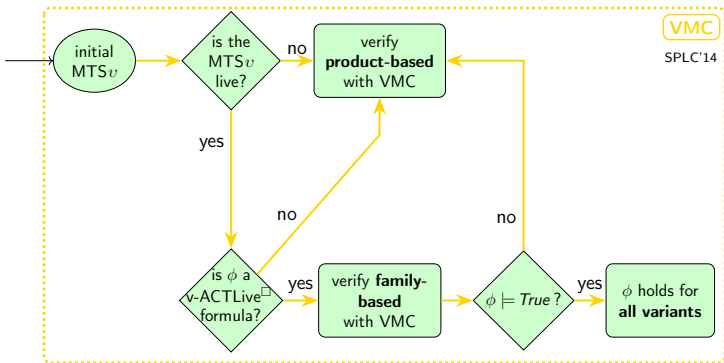 VMC
SPLC'14
initial
MTSυ
is the
MTSυ
live?
no
verify
product-based
with VMC
yes
no
no
is ϕ a
v-ACTLive□
formula?
yes
verify family-
based
with VMC
ϕ ⊨ True ?
yes
ϕ holds for
all variants